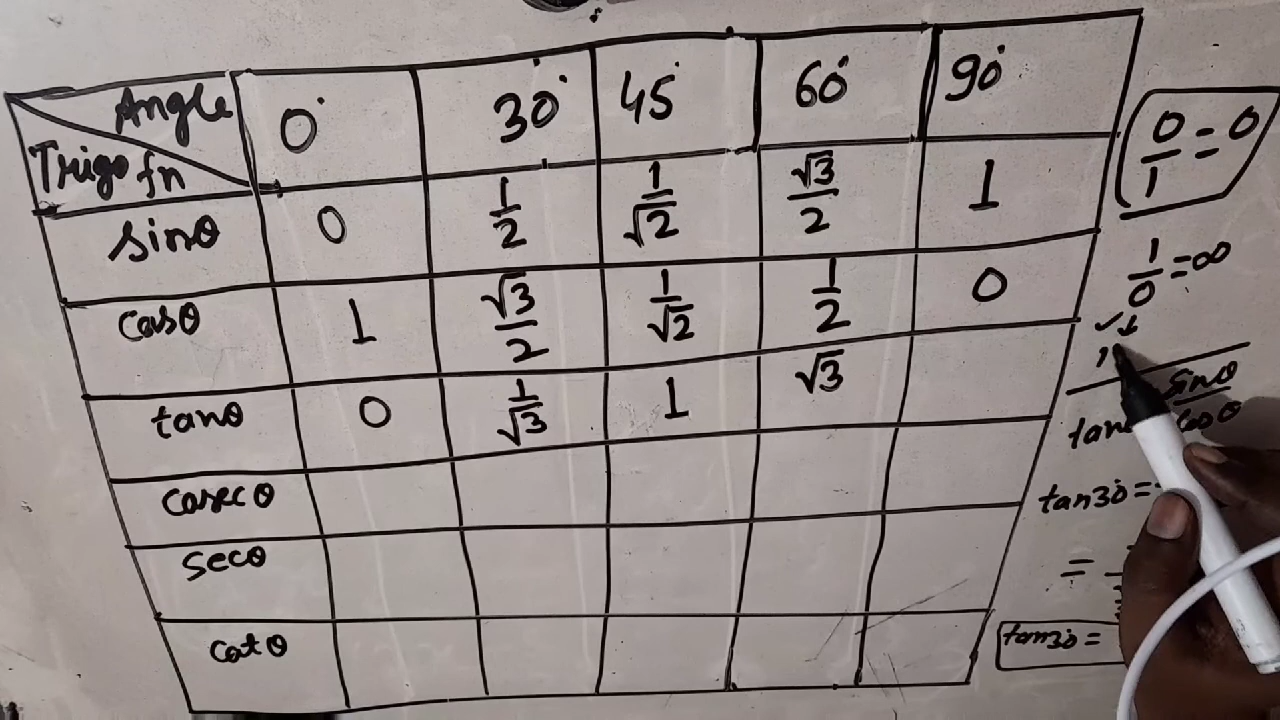 Angle 0° 30° 45° 60° 90°
Trigo fn
sinθ 0 1/2 1/√2 √3/2 1
cosθ 1 √3/2 1/√2 1/2 0
tanθ 0 1/√3 1 √3
cosecθ
secθ
cotθ
0/1 = 0
1/0 = ∞
sinθ
cosθ
tan30° =
=
tan30° =